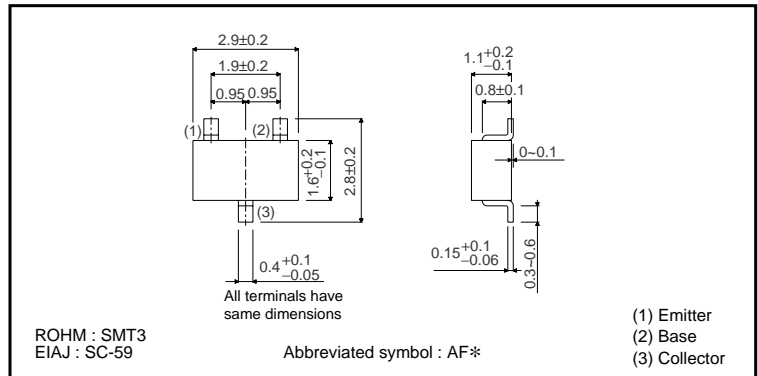 2.9±0.2
1.9±0.2
0.95 0.95
(1)
(2)
(3)
1.6+0.2
−0.1
2.8±0.2
0.4+0.1
−0.05
All terminals have
same dimensions
1.1+0.2
−0.1
0.8±0.1
0~0.1
0.15+0.1
−0.06
0.3~0.6
ROHM : SMT3
EIAJ : SC-59
Abbreviated symbol : AF*
(1) Emitter
(2) Base
(3) Collector